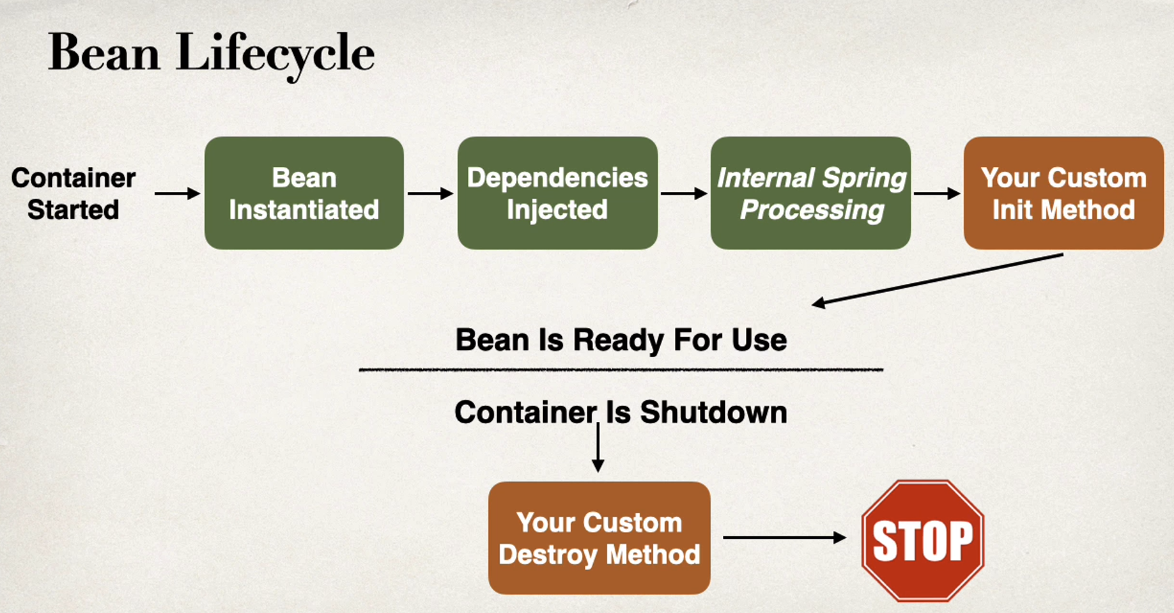 Bean Lifecycle
Container
Started
Bean
Instantiated
Dependencies
Injected
Internal Spring
Processing
Your Custom
Init Method
Bean Is Ready For Use
Container Is Shutdown
Your Custom
Destroy Method
STOP